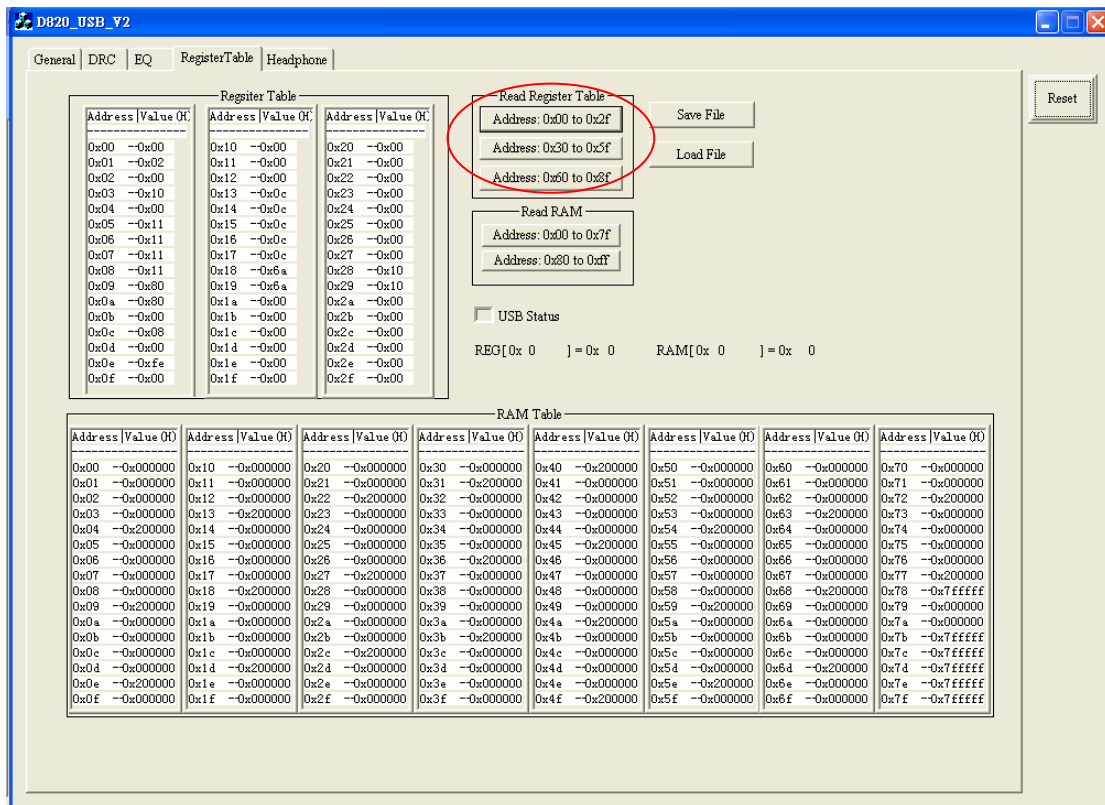 D820_USB_V2
General DRC EQ RegisterTable Headphone
Reset
Regsiter Table
Address|Value(H) Address|Value(H) Address|Value(H)
---------------- ---------------- ----------------
0x00 --0x00 0x10 --0x00 0x20 --0x00
0x01 --0x02 0x11 --0x00 0x21 --0x00
0x02 --0x00 0x12 --0x00 0x22 --0x00
0x03 --0x10 0x13 --0x0c 0x23 --0x00
0x04 --0x00 0x14 --0x0c 0x24 --0x00
0x05 --0x11 0x15 --0x0c 0x25 --0x00
0x06 --0x11 0x16 --0x0c 0x26 --0x00
0x07 --0x11 0x17 --0x0c 0x27 --0x00
0x08 --0x11 0x18 --0x6a 0x28 --0x10
0x09 --0x80 0x19 --0x6a 0x29 --0x10
0x0a --0x80 0x1a --0x00 0x2a --0x00
0x0b --0x00 0x1b --0x00 0x2b --0x00
0x0c --0x08 0x1c --0x00 0x2c --0x00
0x0d --0x00 0x1d --0x00 0x2d --0x00
0x0e --0xfe 0x1e --0x00 0x2e --0x00
0x0f --0x00 0x1f --0x00 0x2f --0x00
Read Register Table
Address: 0x00 to 0x2f
Address: 0x30 to 0x5f
Address: 0x60 to 0x8f
Save File
Load File
Read RAM
Address: 0x00 to 0x7f
Address: 0x80 to 0xff
USB Status
REG[ 0x 0 ] = 0x 0 RAM[ 0x 0 ] = 0x 0
RAM Table
Address|Value(H) Address|Value(H) Address|Value(H) Address|Value(H) Address|Value(H) Address|Value(H) Address|Value(H) Address|Value(H)
---------------- ---------------- ---------------- ---------------- ---------------- ---------------- ---------------- ----------------
0x00 --0x000000 0x10 --0x000000 0x20 --0x000000 0x30 --0x000000 0x40 --0x200000 0x50 --0x000000 0x60 --0x000000 0x70 --0x000000
0x01 --0x000000 0x11 --0x000000 0x21 --0x000000 0x31 --0x200000 0x41 --0x000000 0x51 --0x000000 0x61 --0x000000 0x71 --0x000000
0x02 --0x000000 0x12 --0x000000 0x22 --0x200000 0x32 --0x000000 0x42 --0x000000 0x52 --0x000000 0x62 --0x000000 0x72 --0x200000
0x03 --0x000000 0x13 --0x200000 0x23 --0x000000 0x33 --0x000000 0x43 --0x000000 0x53 --0x000000 0x63 --0x200000 0x73 --0x000000
0x04 --0x200000 0x14 --0x000000 0x24 --0x000000 0x34 --0x000000 0x44 --0x000000 0x54 --0x200000 0x64 --0x000000 0x74 --0x000000
0x05 --0x000000 0x15 --0x000000 0x25 --0x000000 0x35 --0x000000 0x45 --0x200000 0x55 --0x000000 0x65 --0x000000 0x75 --0x000000
0x06 --0x000000 0x16 --0x000000 0x26 --0x000000 0x36 --0x200000 0x46 --0x000000 0x56 --0x000000 0x66 --0x000000 0x76 --0x000000
0x07 --0x000000 0x17 --0x000000 0x27 --0x200000 0x37 --0x000000 0x47 --0x000000 0x57 --0x000000 0x67 --0x000000 0x77 --0x200000
0x08 --0x000000 0x18 --0x200000 0x28 --0x000000 0x38 --0x000000 0x48 --0x000000 0x58 --0x000000 0x68 --0x200000 0x78 --0x7fffff
0x09 --0x200000 0x19 --0x000000 0x29 --0x000000 0x39 --0x000000 0x49 --0x000000 0x59 --0x200000 0x69 --0x000000 0x79 --0x000000
0x0a --0x000000 0x1a --0x000000 0x2a --0x000000 0x3a --0x000000 0x4a --0x200000 0x5a --0x000000 0x6a --0x000000 0x7a --0x000000
0x0b --0x000000 0x1b --0x000000 0x2b --0x000000 0x3b --0x200000 0x4b --0x000000 0x5b --0x000000 0x6b --0x000000 0x7b --0x7fffff
0x0c --0x000000 0x1c --0x000000 0x2c --0x200000 0x3c --0x000000 0x4c --0x000000 0x5c --0x000000 0x6c --0x000000 0x7c --0x7fffff
0x0d --0x000000 0x1d --0x200000 0x2d --0x000000 0x3d --0x000000 0x4d --0x000000 0x5d --0x000000 0x6d --0x200000 0x7d --0x7fffff
0x0e --0x200000 0x1e --0x000000 0x2e --0x000000 0x3e --0x000000 0x4e --0x000000 0x5e --0x200000 0x6e --0x000000 0x7e --0x7fffff
0x0f --0x000000 0x1f --0x000000 0x2f --0x000000 0x3f --0x000000 0x4f --0x200000 0x5f --0x000000 0x6f --0x000000 0x7f --0x7fffff